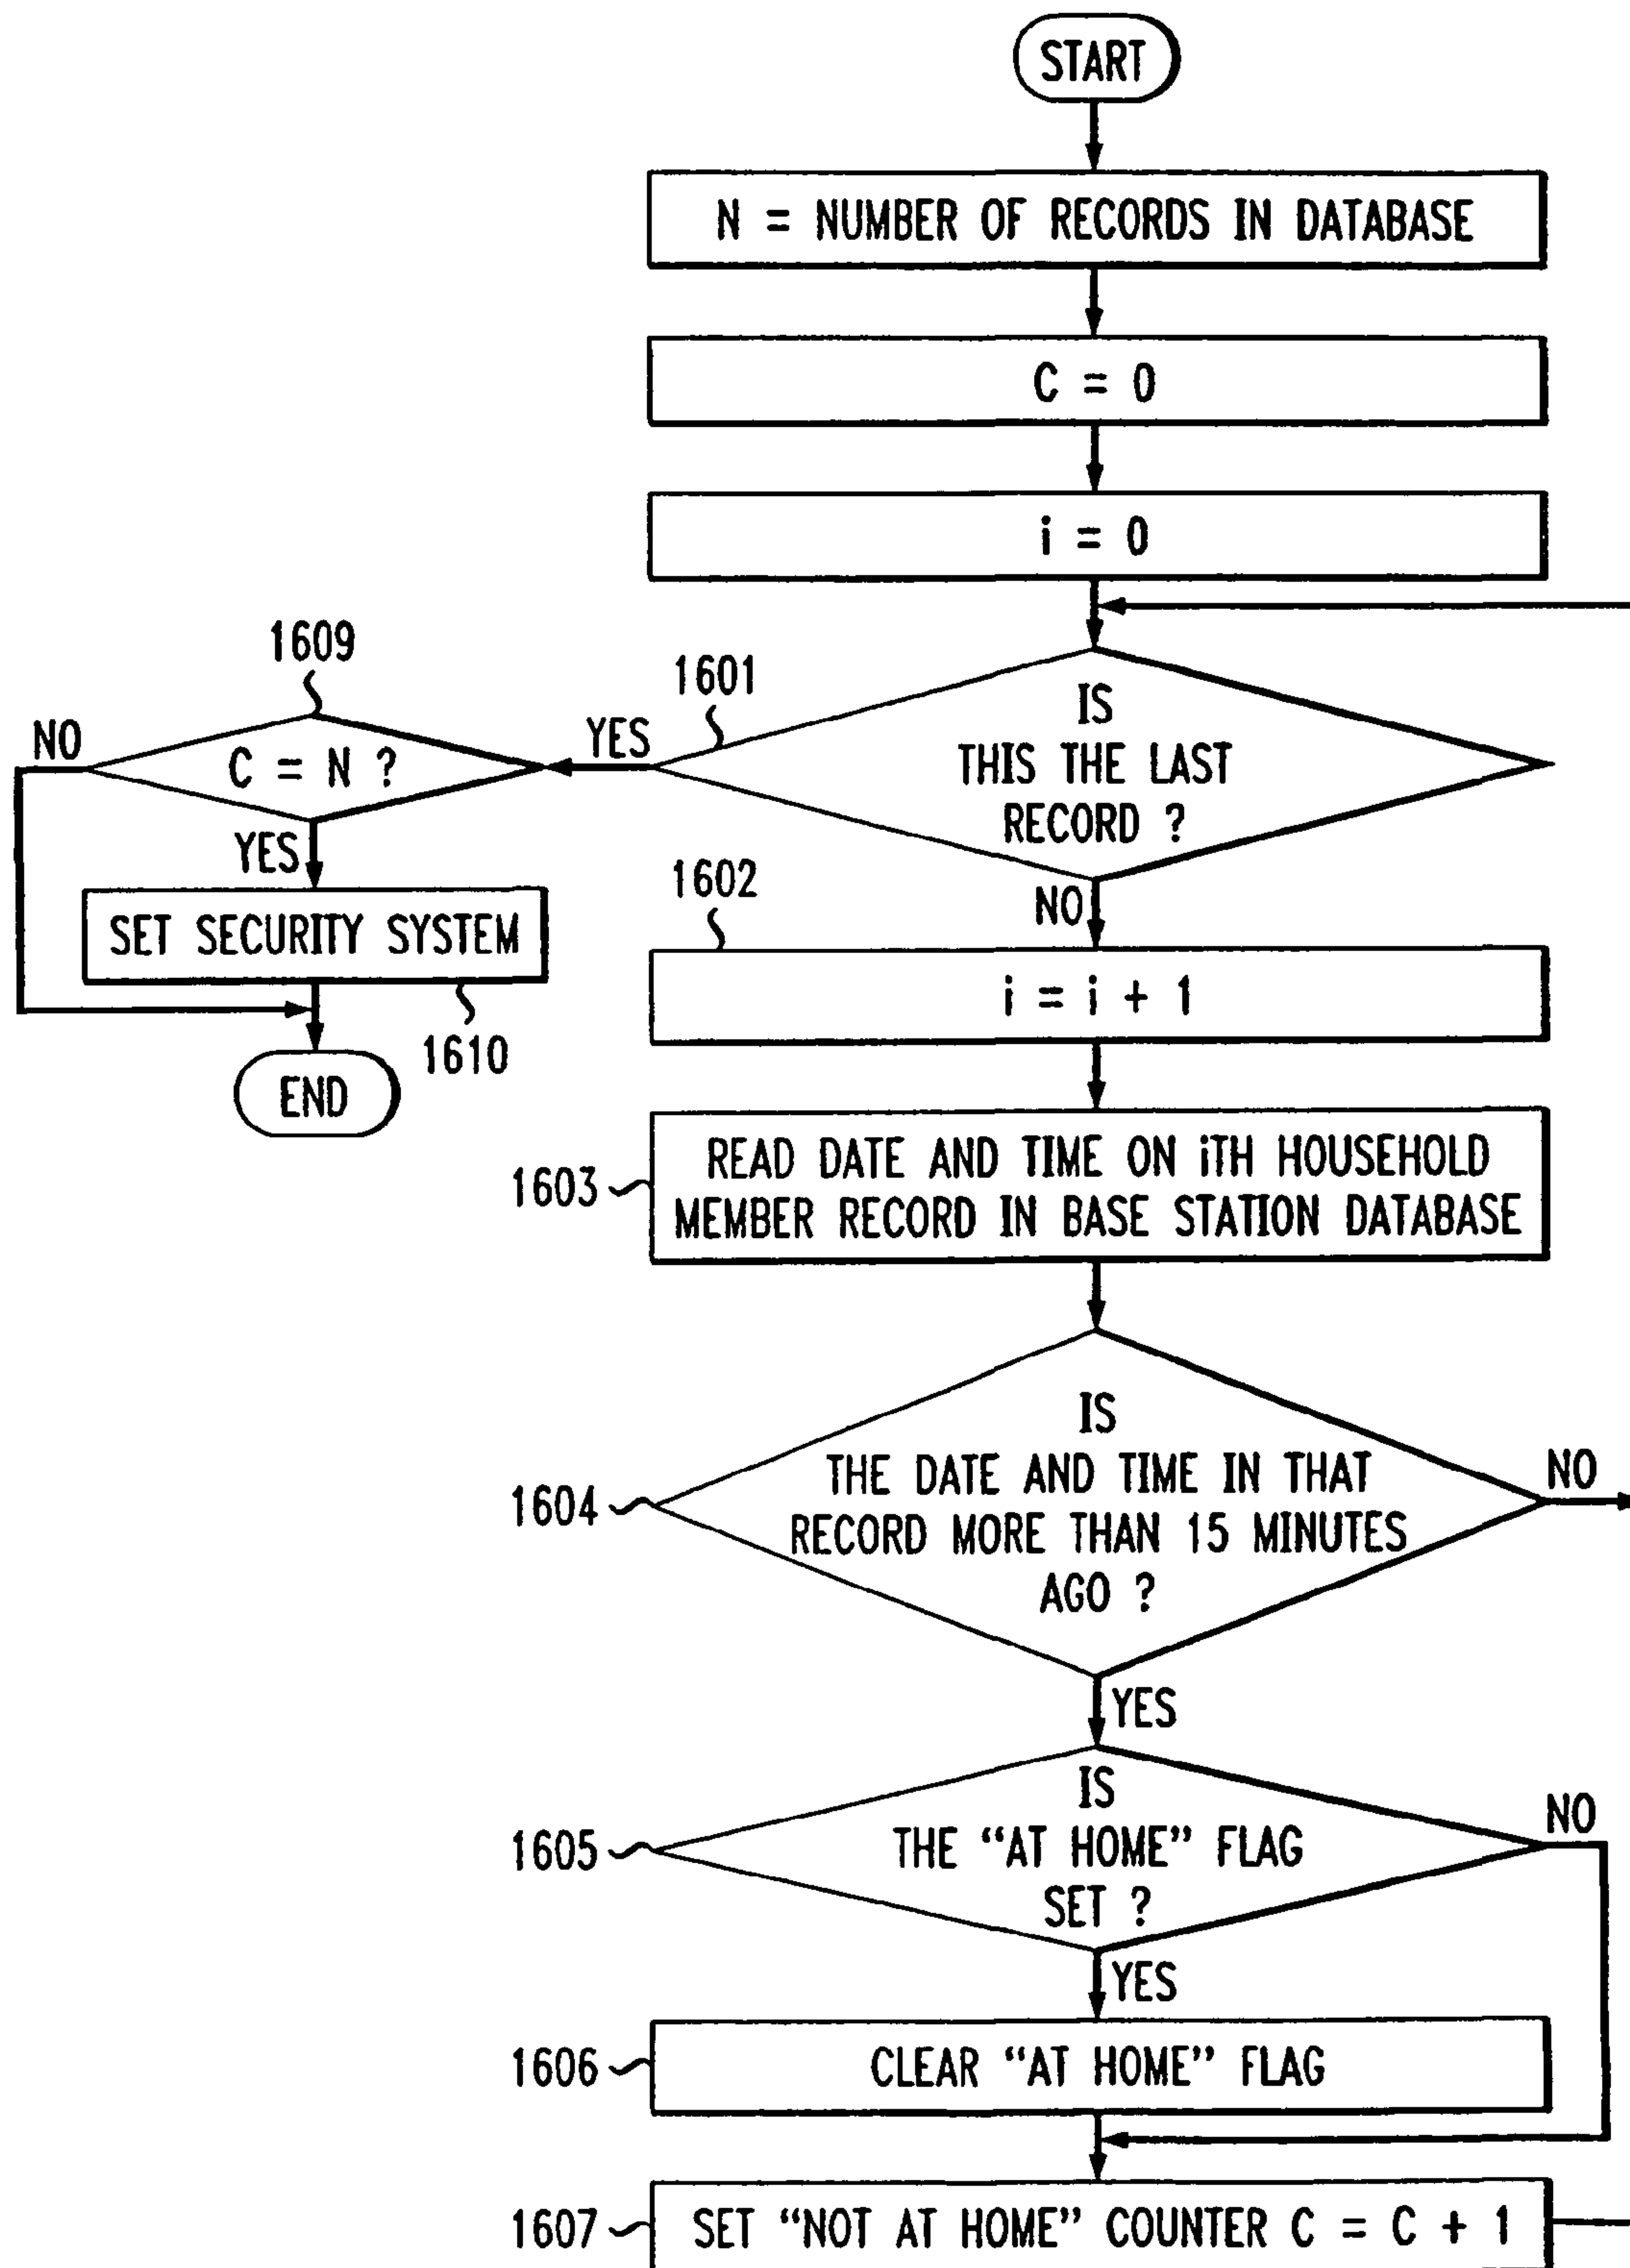 START
N = NUMBER OF RECORDS IN DATABASE
C = 0
i = 0
1609
1601
NO
C = N ?
YES
IS
THIS THE LAST
RECORD ?
YES
1602
NO
SET SECURITY SYSTEM
i = i + 1
1610
END
1603
READ DATE AND TIME ON iTH HOUSEHOLD
MEMBER RECORD IN BASE STATION DATABASE
1604
IS
THE DATE AND TIME IN THAT
RECORD MORE THAN 15 MINUTES
AGO ?
NO
YES
1605
IS
THE “AT HOME” FLAG
SET ?
NO
YES
1606
CLEAR “AT HOME” FLAG
1607
SET “NOT AT HOME” COUNTER C = C + 1